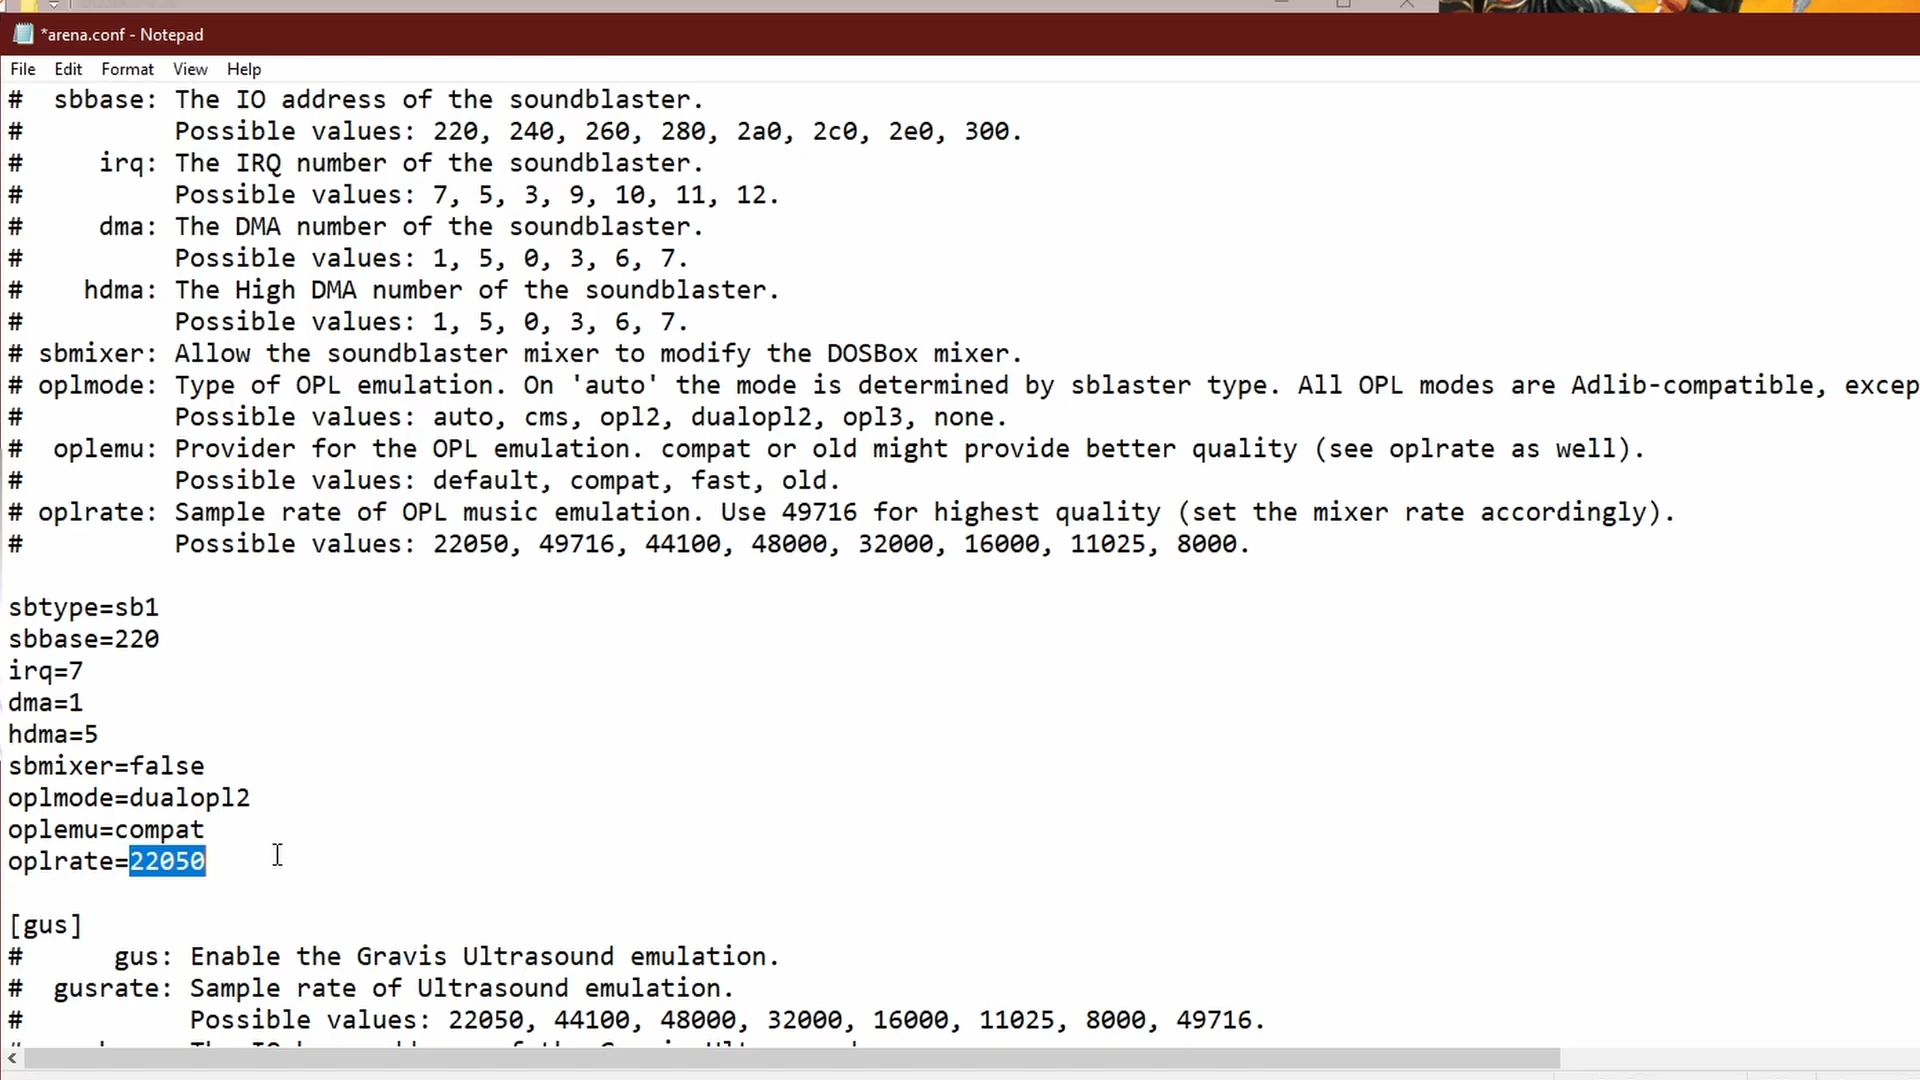 *arena.conf - Notepad
File Edit Format View Help
#  sbbase: The IO address of the soundblaster.
#          Possible values: 220, 240, 260, 280, 2a0, 2c0, 2e0, 300.
#     irq: The IRQ number of the soundblaster.
#          Possible values: 7, 5, 3, 9, 10, 11, 12.
#     dma: The DMA number of the soundblaster.
#          Possible values: 1, 5, 0, 3, 6, 7.
#    hdma: The High DMA number of the soundblaster.
#          Possible values: 1, 5, 0, 3, 6, 7.
# sbmixer: Allow the soundblaster mixer to modify the DOSBox mixer.
# oplmode: Type of OPL emulation. On 'auto' the mode is determined by sblaster type. All OPL modes are Adlib-compatible, excep
#          Possible values: auto, cms, opl2, dualopl2, opl3, none.
#  oplemu: Provider for the OPL emulation. compat or old might provide better quality (see oplrate as well).
#          Possible values: default, compat, fast, old.
# oplrate: Sample rate of OPL music emulation. Use 49716 for highest quality (set the mixer rate accordingly).
#          Possible values: 22050, 49716, 44100, 48000, 32000, 16000, 11025, 8000.
sbtype=sb1
sbbase=220
irq=7
dma=1
hdma=5
sbmixer=false
oplmode=dualopl2
oplemu=compat
oplrate=22050
[gus]
#      gus: Enable the Gravis Ultrasound emulation.
#  gusrate: Sample rate of Ultrasound emulation.
#           Possible values: 22050, 44100, 48000, 32000, 16000, 11025, 8000, 49716.